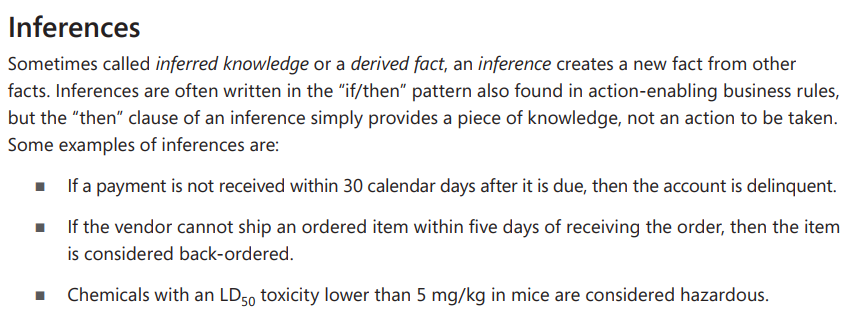 Inferences
Sometimes called inferred knowledge or a derived fact, an inference creates a new fact from other
facts. Inferences are often written in the “if/then” pattern also found in action-enabling business rules,
but the “then” clause of an inference simply provides a piece of knowledge, not an action to be taken.
Some examples of inferences are:
■ If a payment is not received within 30 calendar days after it is due, then the account is delinquent.
■ If the vendor cannot ship an ordered item within five days of receiving the order, then the item
is considered back-ordered.
■ Chemicals with an LD₅₀ toxicity lower than 5 mg/kg in mice are considered hazardous.